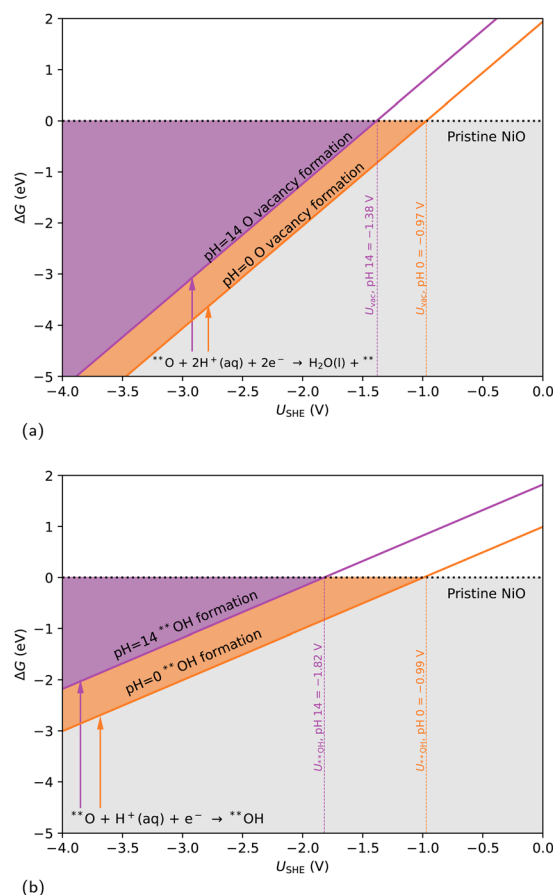 2
1
0
−1
−2
−3
−4
−5
ΔG (eV)
Pristine NiO
pH=14 O vacancy formation
pH=0 O vacancy formation
U_vac, pH 14 = −1.38 V
U_vac, pH 0 = −0.97 V
**O + 2H⁺(aq) + 2e⁻ → H₂O(l) + **
−4.0 −3.5 −3.0 −2.5 −2.0 −1.5 −1.0 −0.5 0.0
U_SHE (V)
(a)
2
1
0
−1
−2
−3
−4
−5
ΔG (eV)
Pristine NiO
pH=14 **OH formation
pH=0 **OH formation
U_**OH, pH 14 = −1.82 V
U_**OH, pH 0 = −0.99 V
**O + H⁺(aq) + e⁻ → **OH
−4.0 −3.5 −3.0 −2.5 −2.0 −1.5 −1.0 −0.5 0.0
U_SHE (V)
(b)